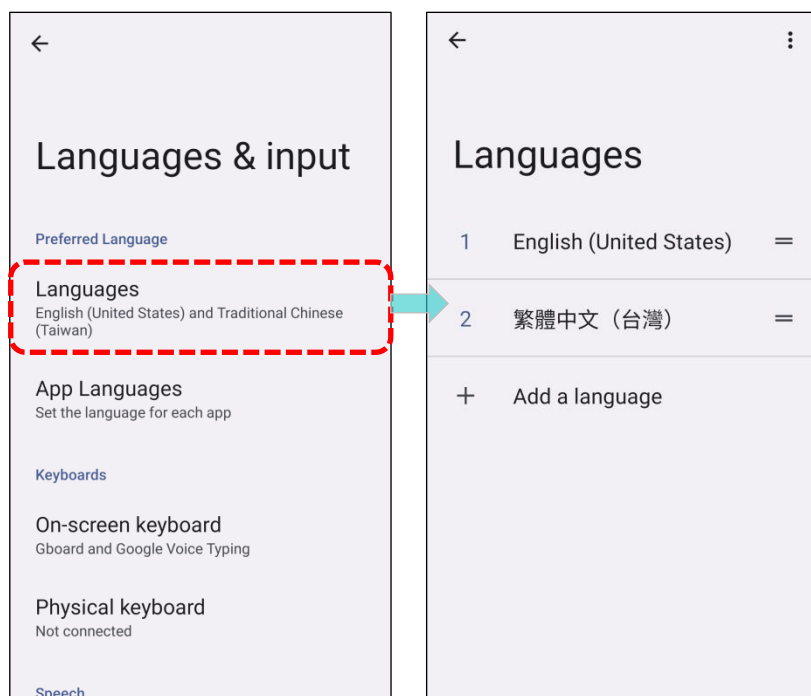 Languages & input
Preferred Language
Languages
English (United States) and Traditional Chinese
(Taiwan)
App Languages
Set the language for each app
Keyboards
On-screen keyboard
Gboard and Google Voice Typing
Physical keyboard
Not connected
Speech
Languages
1 English (United States)
2 繁體中文（台灣）
+ Add a language